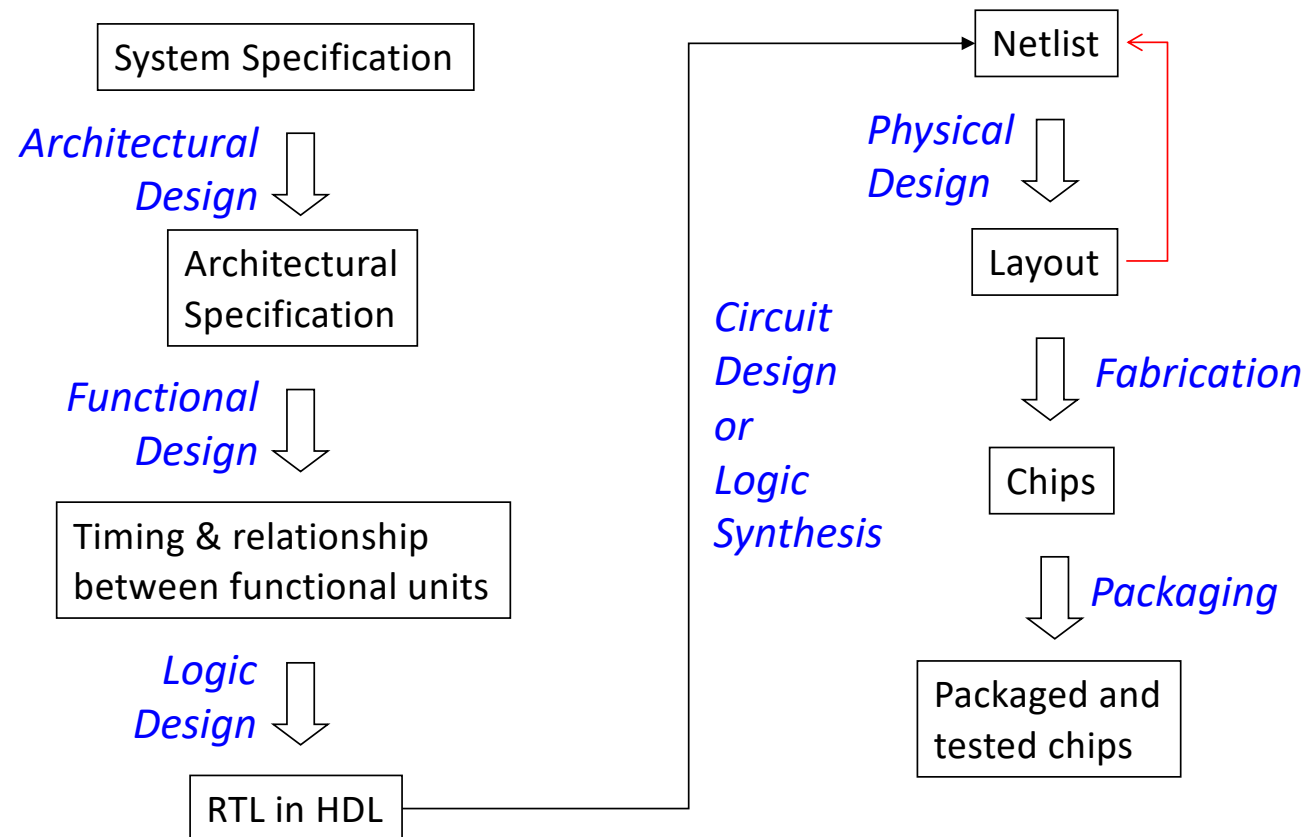 System Specification
Architectural
Design
Architectural
Specification
Functional
Design
Timing & relationship
between functional units
Logic
Design
RTL in HDL
Circuit
Design
or
Logic
Synthesis
Netlist
Physical
Design
Layout
Fabrication
Chips
Packaging
Packaged and
tested chips